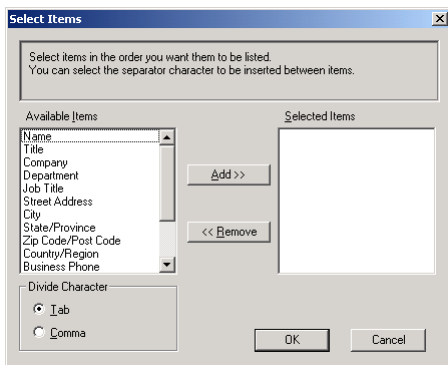 Select Items
Select items in the order you want them to be listed.
You can select the separator character to be inserted between items.
Available Items
Selected Items
Name
Title
Company
Department
Job Title
Street Address
City
State/Province
Zip Code/Post Code
Country/Region
Business Phone
Add >>
<< Remove
Divide Character
Tab
Comma
OK
Cancel